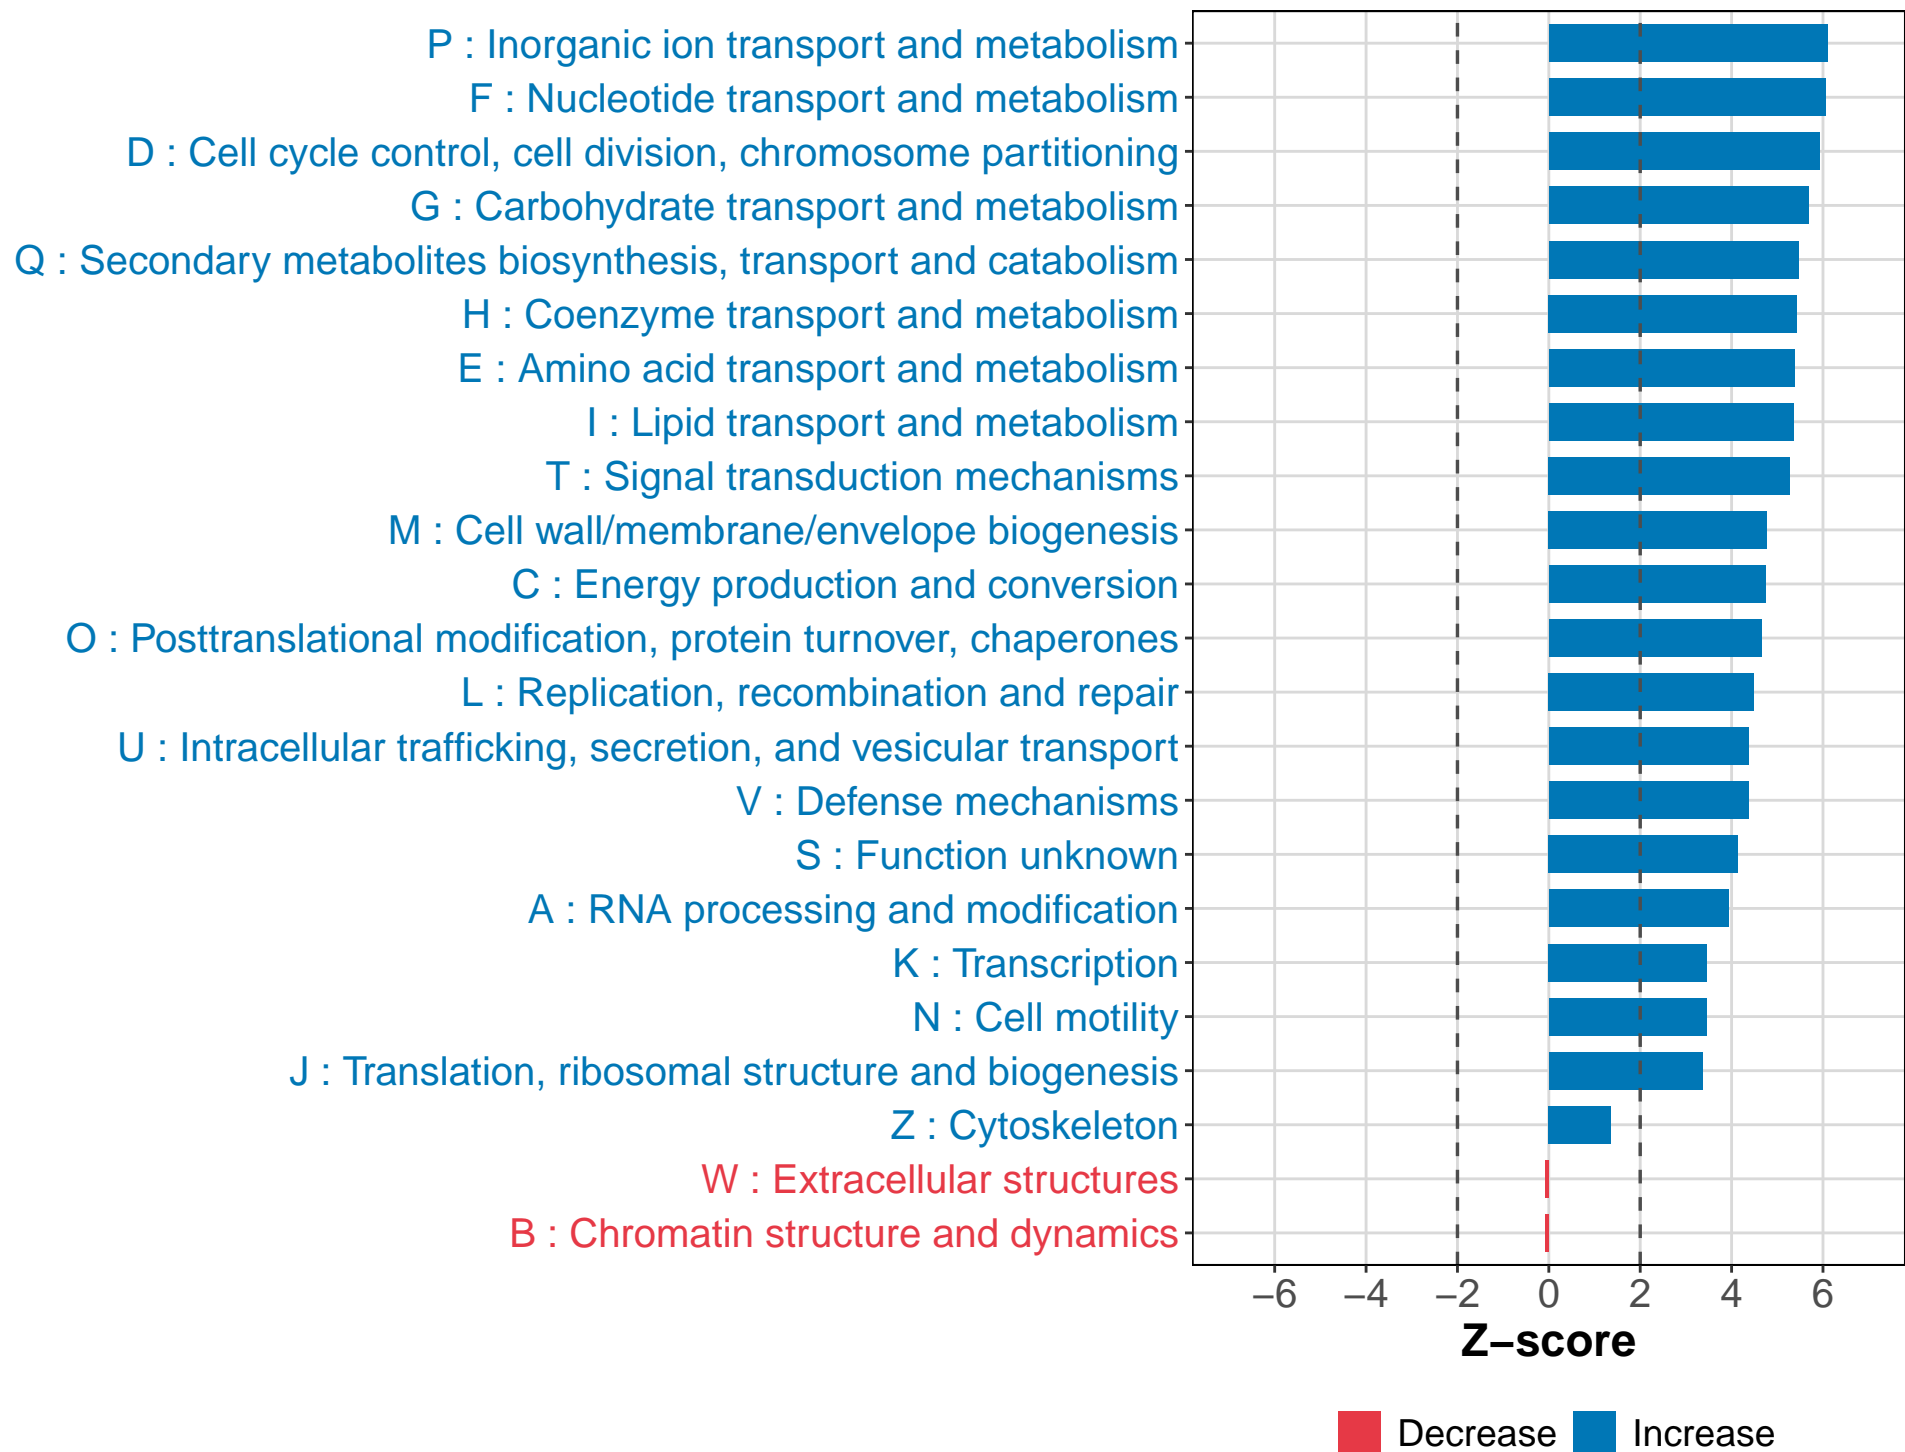 P : Inorganic ion transport and metabolism
F : Nucleotide transport and metabolism
D : Cell cycle control, cell division, chromosome partitioning
G : Carbohydrate transport and metabolism
Q : Secondary metabolites biosynthesis, transport and catabolism
H : Coenzyme transport and metabolism
E : Amino acid transport and metabolism
I : Lipid transport and metabolism
T : Signal transduction mechanisms
M : Cell wall/membrane/envelope biogenesis
C : Energy production and conversion
O : Posttranslational modification, protein turnover, chaperones
L : Replication, recombination and repair
U : Intracellular trafficking, secretion, and vesicular transport
V : Defense mechanisms
S : Function unknown
A : RNA processing and modification
K : Transcription
N : Cell motility
J : Translation, ribosomal structure and biogenesis
Z : Cytoskeleton
W : Extracellular structures
B : Chromatin structure and dynamics
−6 −4 −2 0 2 4 6
Z−score
Decrease Increase